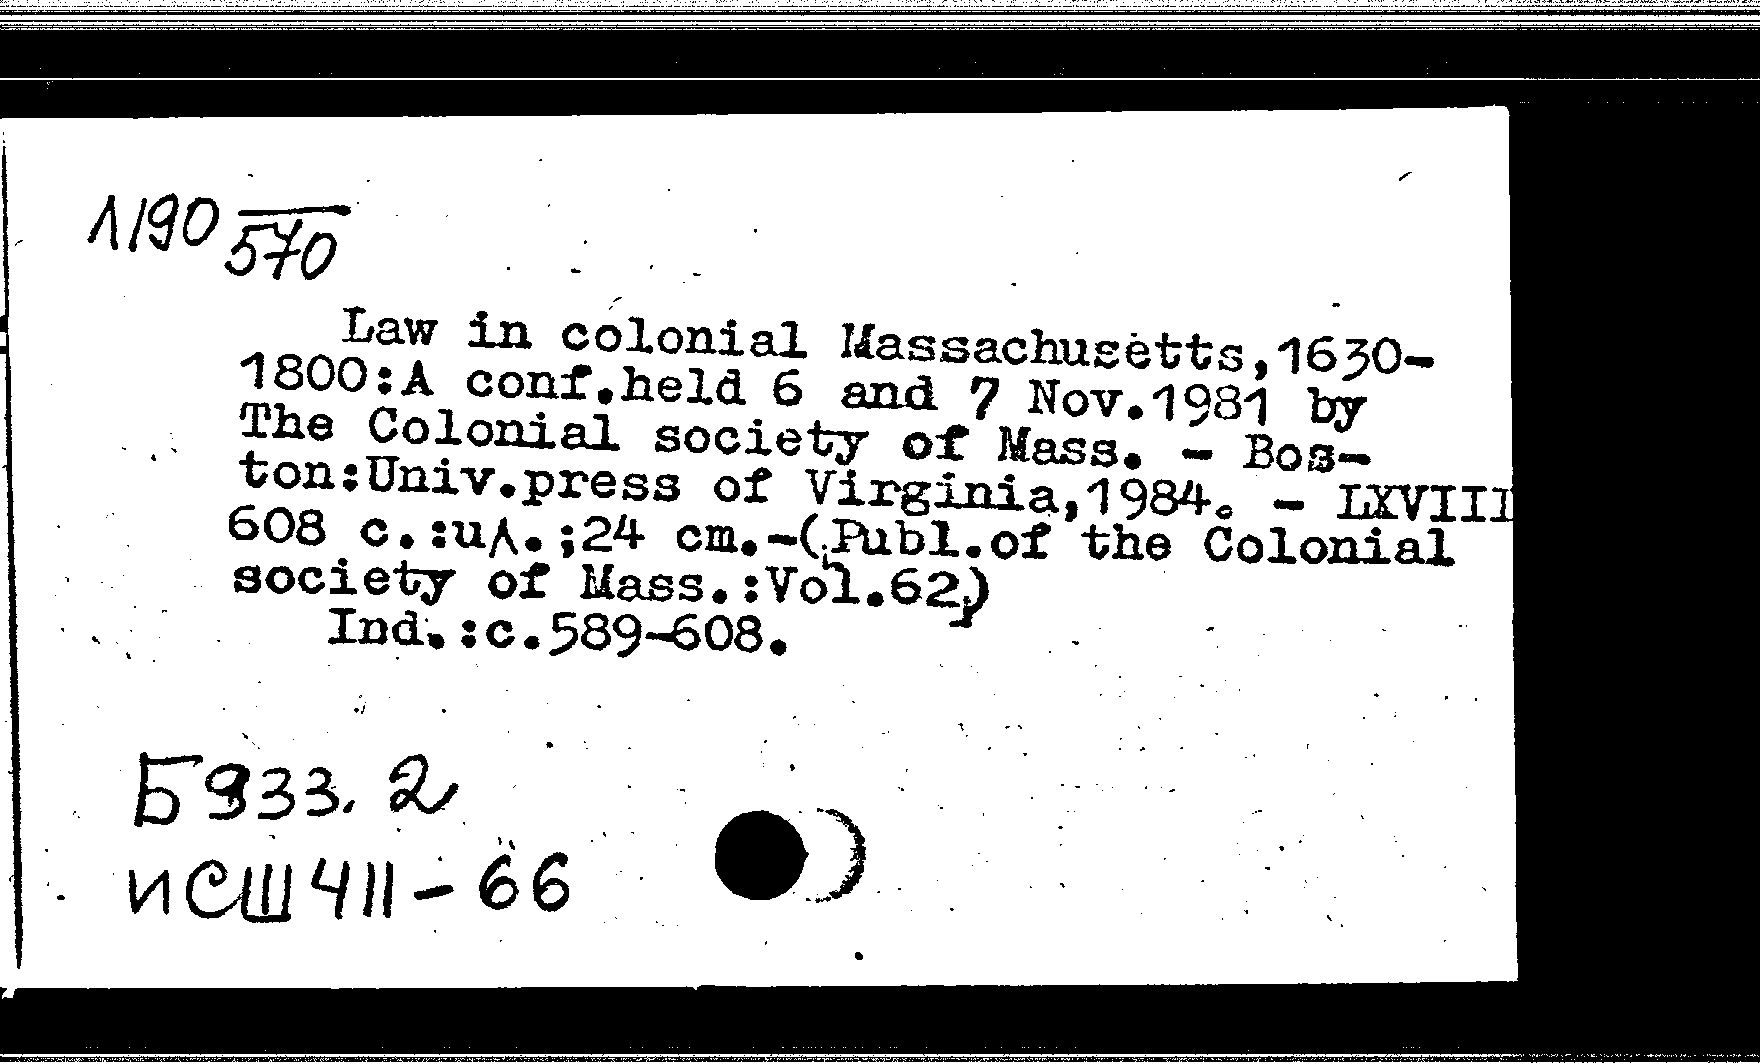 Л190 570
Law in colonial Massachusetts,1630-
1800:A conf.held 6 and 7 Nov.1981 by
The Colonial society of Mass. - Bos-
ton:Univ.press of Virginia,1984. - LXVIII
608 c.:ил.;24 cm.-(Publ.of the Colonial
society of Mass.:Vol.62)
Ind.:c.589-608.
Б933.2
иСШ411-66